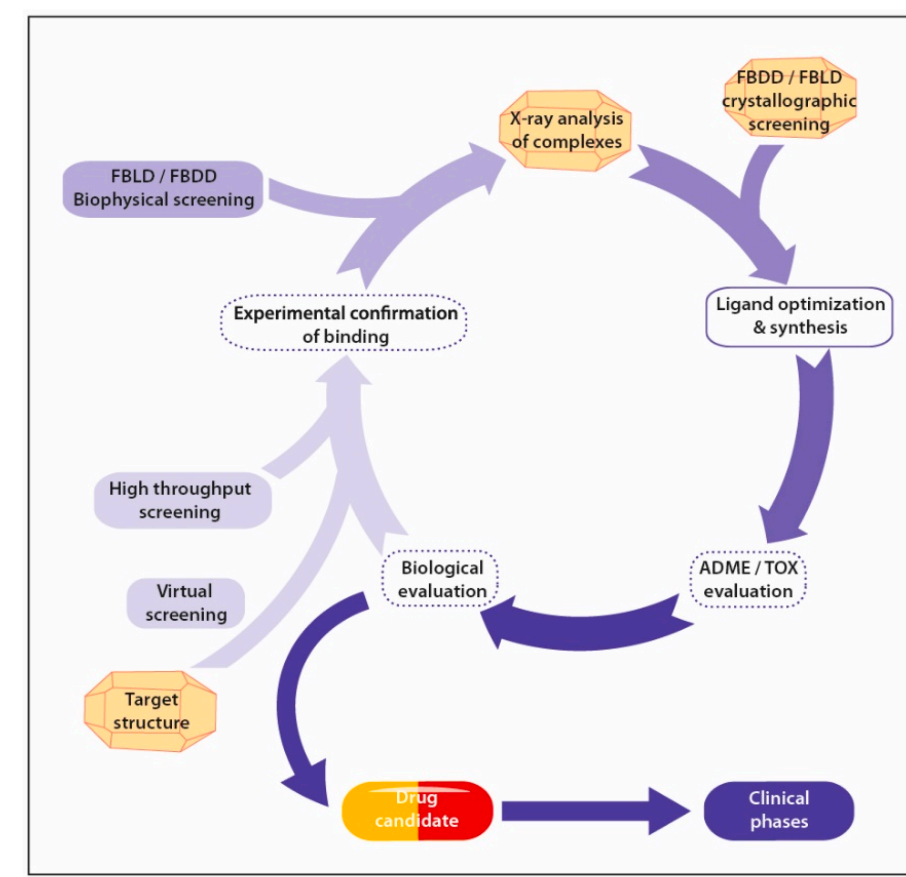 FBDD / FBLD
crystallographic
screening
X-ray analysis
of complexes
FBLD / FBDD
Biophysical screening
Experimental confirmation
of binding
Ligand optimization
& synthesis
High throughput
screening
Biological
evaluation
ADME / TOX
evaluation
Virtual
screening
Target
structure
Drug
candidate
Clinical
phases